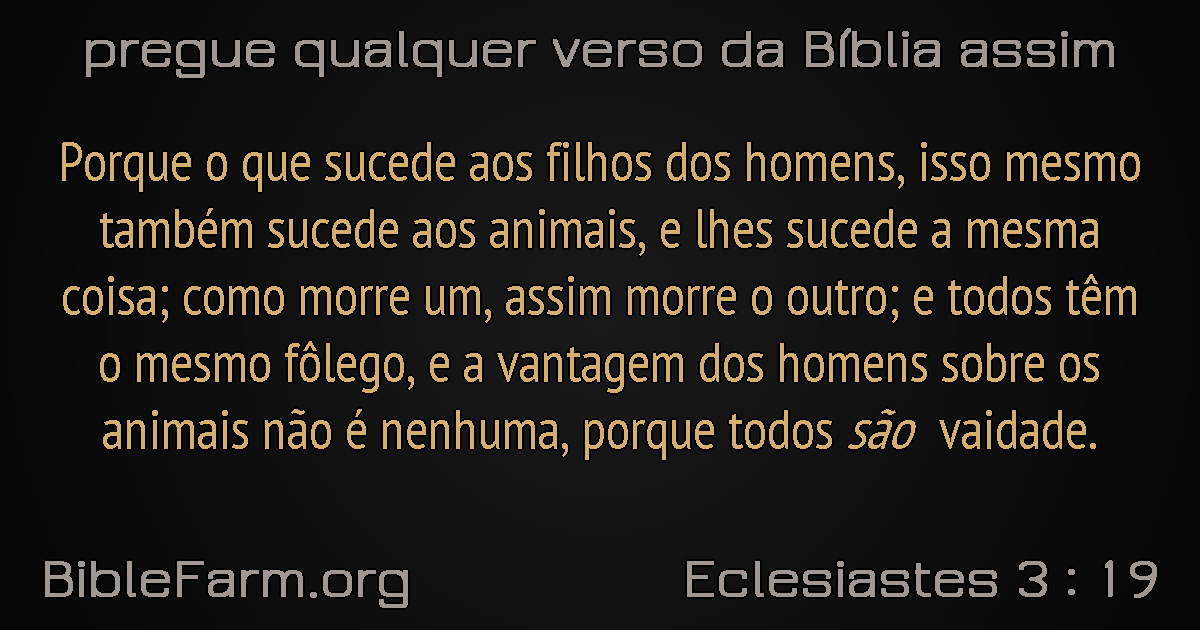 pregue qualquer verso da Bíblia assim
Porque o que sucede aos filhos dos homens, isso mesmo
também sucede aos animais, e lhes sucede a mesma
coisa; como morre um, assim morre o outro; e todos têm
o mesmo fôlego, e a vantagem dos homens sobre os
animais não é nenhuma, porque todos são vaidade.
BibleFarm.org
Eclesiastes 3 : 19